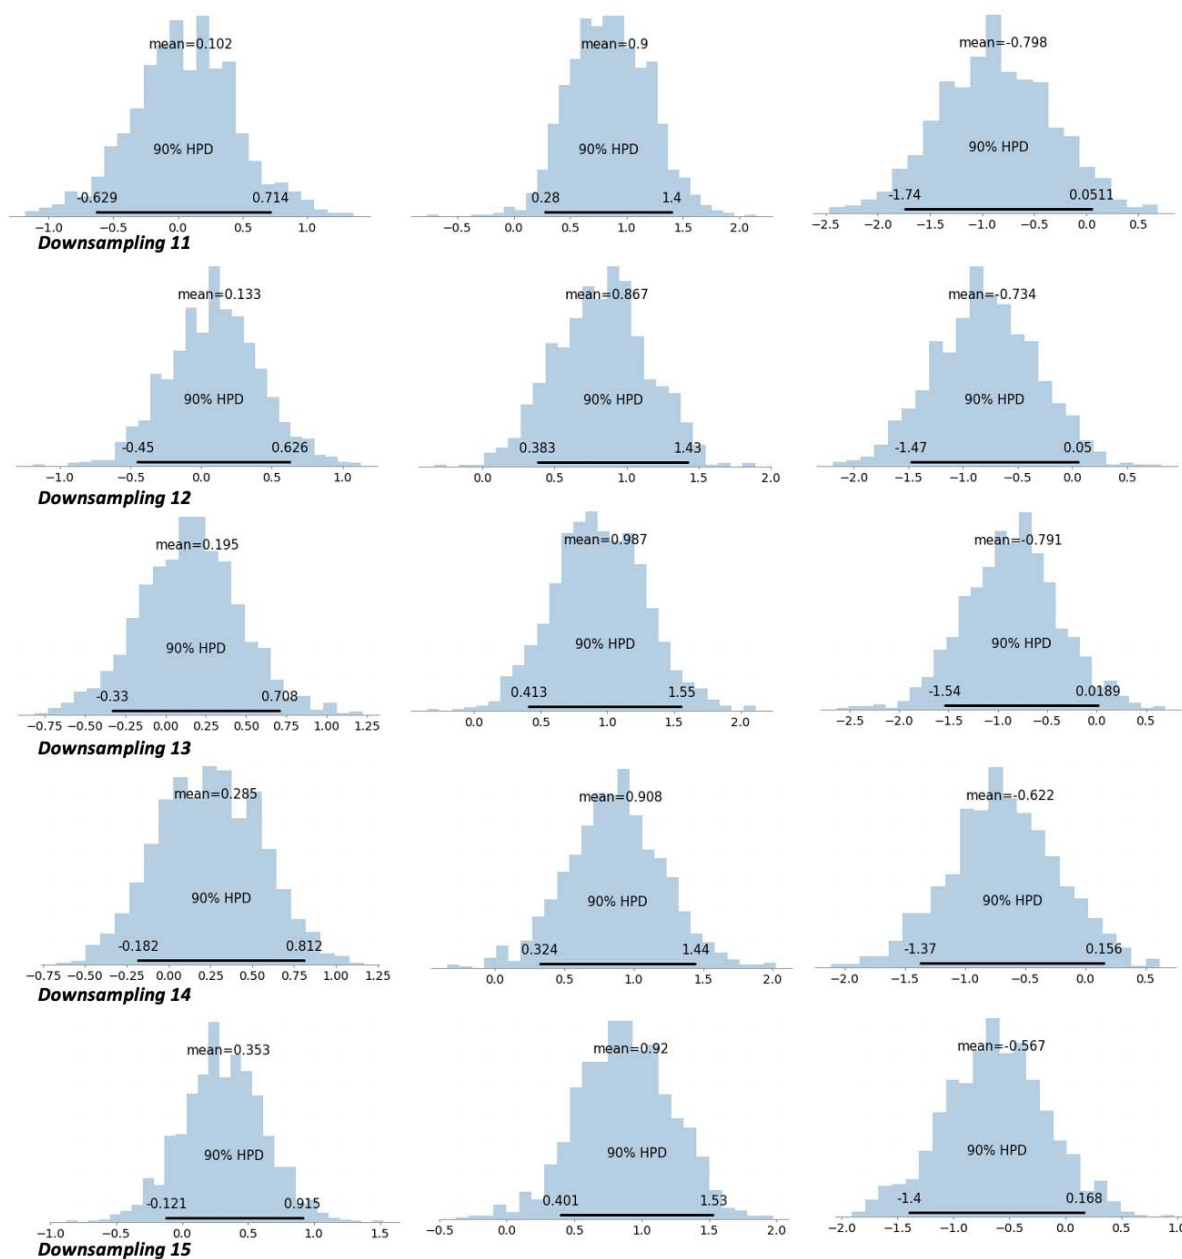 mean=0.102 mean=0.9 mean=-0.798
90% HPD 90% HPD 90% HPD
-0.629 0.714 0.28 1.4 -1.74 0.0511
−1.0 −0.5 0.0 0.5 1.0 −0.5 0.0 0.5 1.0 1.5 2.0 −2.5 −2.0 −1.5 −1.0 −0.5 0.0 0.5
Downsampling 11
mean=0.133 mean=0.867 mean=-0.734
90% HPD 90% HPD 90% HPD
-0.45 0.626 0.383 1.43 -1.47 0.05
−1.0 −0.5 0.0 0.5 1.0 0.0 0.5 1.0 1.5 2.0 −2.0 −1.5 −1.0 −0.5 0.0 0.5
Downsampling 12
mean=0.195 mean=0.987 mean=-0.791
90% HPD 90% HPD 90% HPD
-0.33 0.708 0.413 1.55 -1.54 0.0189
−0.75 −0.50 −0.25 0.00 0.25 0.50 0.75 1.00 1.25 0.0 0.5 1.0 1.5 2.0 −2.5 −2.0 −1.5 −1.0 −0.5 0.0 0.5
Downsampling 13
mean=0.285 mean=0.908 mean=-0.622
90% HPD 90% HPD 90% HPD
-0.182 0.812 0.324 1.44 -1.37 0.156
−0.75 −0.50 −0.25 0.00 0.25 0.50 0.75 1.00 1.25 0.0 0.5 1.0 1.5 2.0 −2.0 −1.5 −1.0 −0.5 0.0 0.5
Downsampling 14
mean=0.353 mean=0.92 mean=-0.567
90% HPD 90% HPD 90% HPD
-0.121 0.915 0.401 1.53 -1.4 0.168
−1.0 −0.5 0.0 0.5 1.0 1.5 −0.5 0.0 0.5 1.0 1.5 2.0 −2.0 −1.5 −1.0 −0.5 0.0 0.5 1.0
Downsampling 15